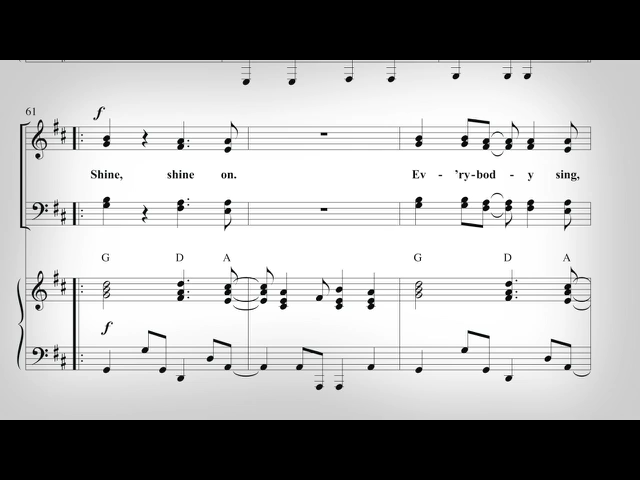 61
f
Shine, shine on. Ev - 'ry-bod - y sing,
G D A G D A
f